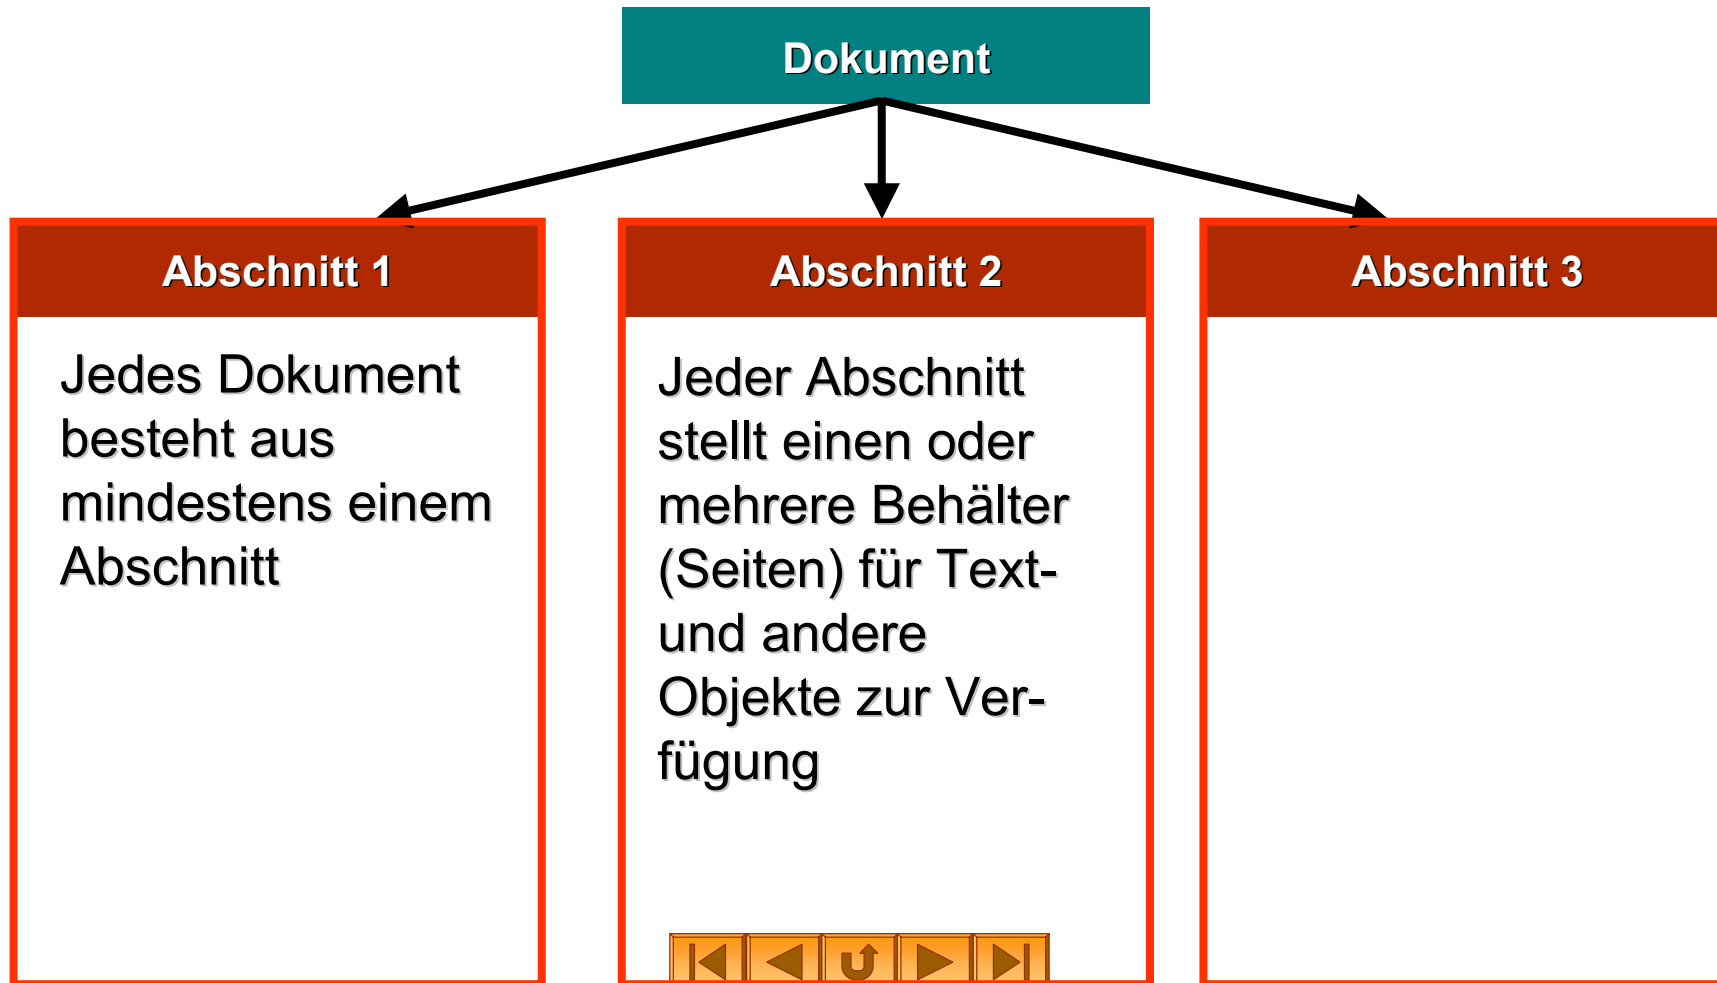 Dokument
Abschnitt 1
Jedes Dokument
besteht aus
mindestens einem
Abschnitt
Abschnitt 2
Jeder Abschnitt
stellt einen oder
mehrere Behälter
(Seiten) für Text-
und andere
Objekte zur Ver-
fügung
Abschnitt 3